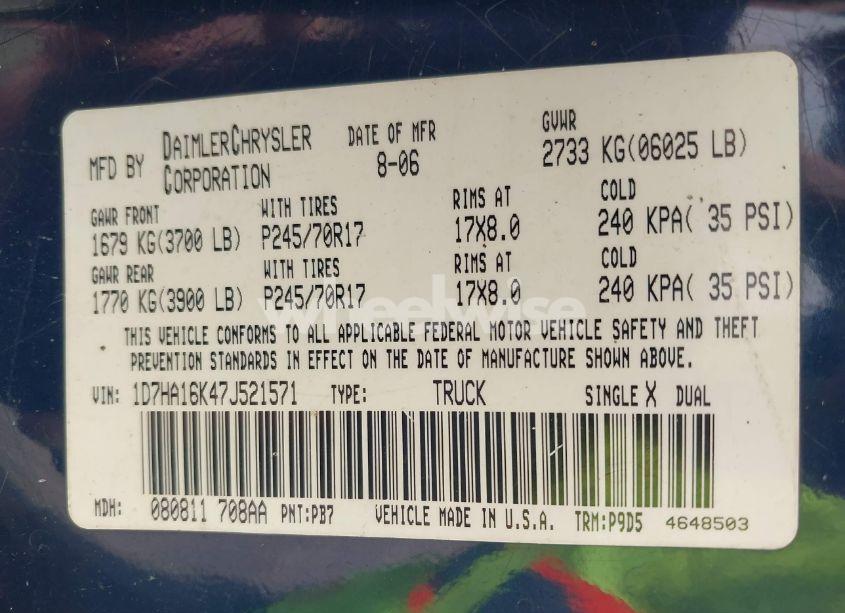 MFD BY DAIMLERCHRYSLER CORPORATION DATE OF MFR 8-06 GVWR 2733 KG(06025 LB)
GAWR FRONT WITH TIRES RIMS AT COLD
1679 KG(3700 LB) P245/70R17 17X8.0 240 KPA( 35 PSI)
GAWR REAR WITH TIRES RIMS AT COLD
1770 KG(3900 LB) P245/70R17 17X8.0 240 KPA( 35 PSI)
wheelwise
THIS VEHICLE CONFORMS TO ALL APPLICABLE FEDERAL MOTOR VEHICLE SAFETY AND THEFT
PREVENTION STANDARDS IN EFFECT ON THE DATE OF MANUFACTURE SHOWN ABOVE.
VIN: 1D7HA16K47J521571 TYPE: TRUCK SINGLE X DUAL
MDH: 080811 708AA PNT:PB7 VEHICLE MADE IN U.S.A. TRM:P9D5 4648503